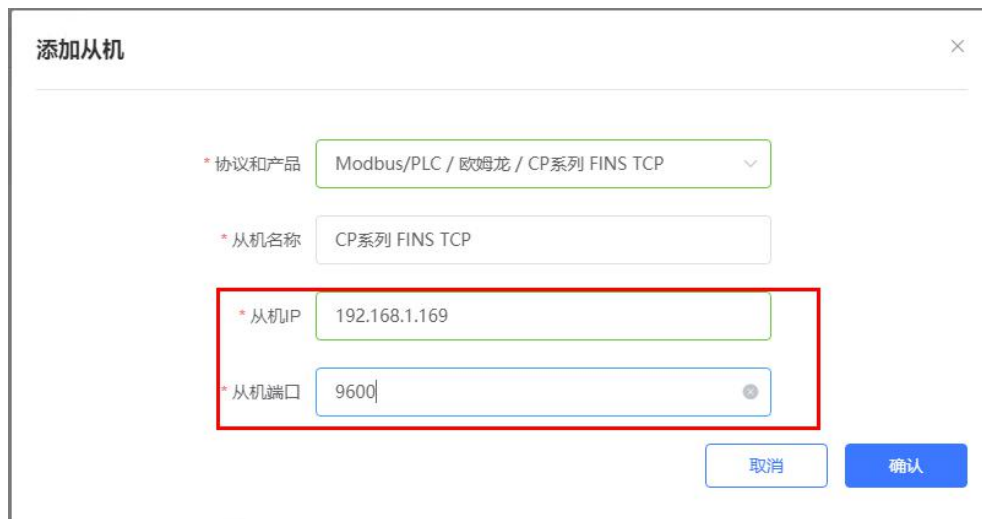 添加从机
* 协议和产品 Modbus/PLC / 欧姆龙 / CP系列 FINS TCP
* 从机名称 CP系列 FINS TCP
* 从机IP 192.168.1.169
* 从机端口 9600
取消 确认